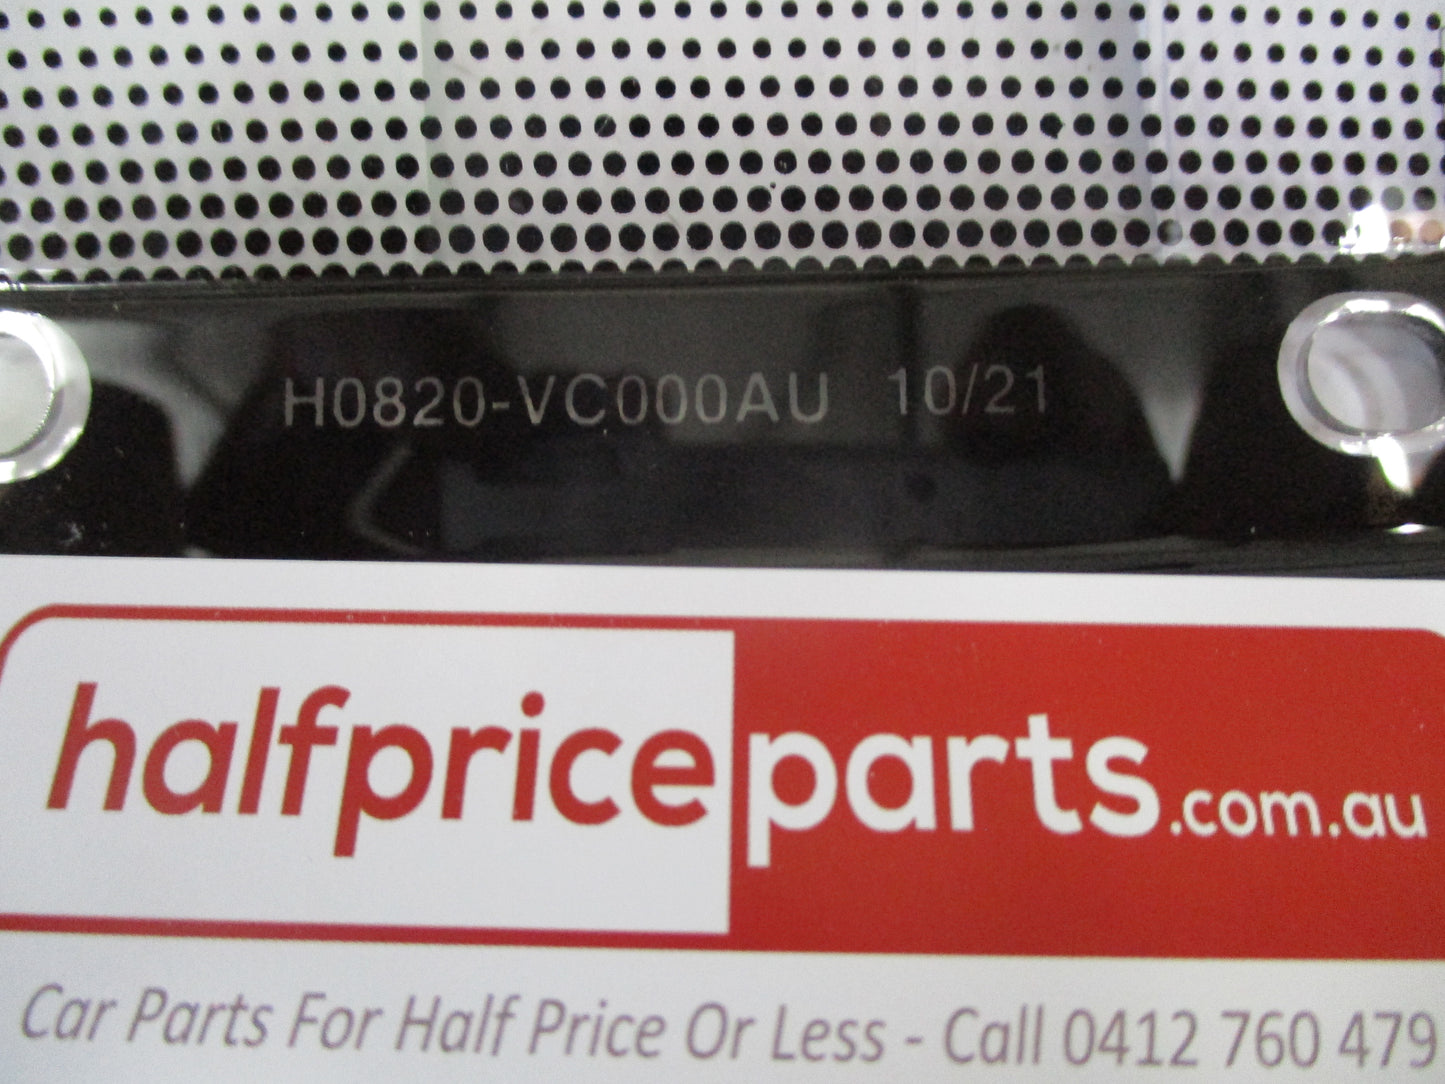 H0820-VC000AU 10/21
halfpriceparts.com.au
Car Parts For Half Price Or Less - Call 0412 760 479